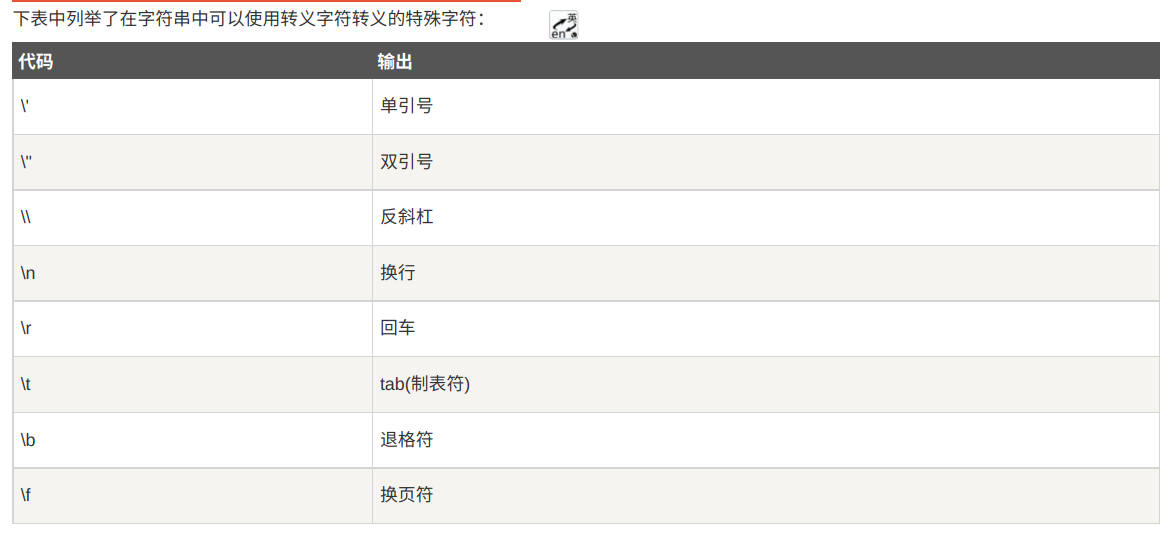 下表中列举了在字符串中可以使用转义字符转义的特殊字符：
英
en
代码 输出
\' 单引号
\" 双引号
\\ 反斜杠
\n 换行
\r 回车
\t tab(制表符)
\b 退格符
\f 换页符